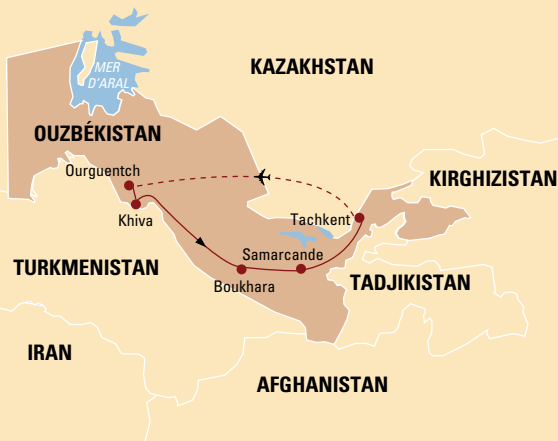 KAZAKHSTAN
MER
D'ARAL
OUZBÉKISTAN
Ourguentch
KIRGHIZISTAN
Khiva
Tachkent
Samarcande
TURKMENISTAN
Boukhara
TADJIKISTAN
IRAN
AFGHANISTAN